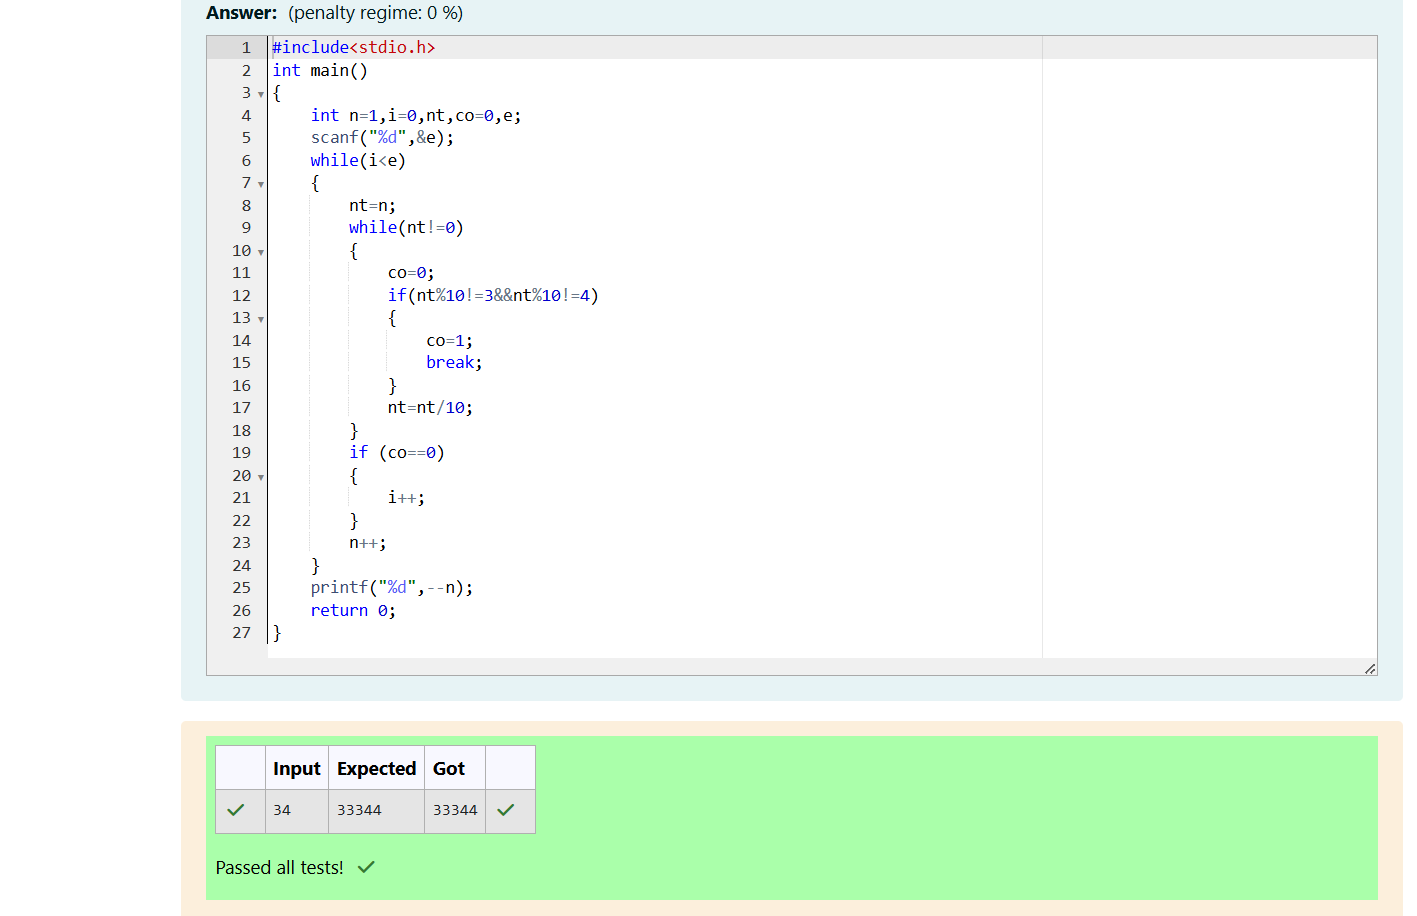 Answer: (penalty regime: 0 %)
1 #include<stdio.h>
2 int main()
3 {
4     int n=1,i=0,nt,co=0,e;
5     scanf("%d",&e);
6     while(i<e)
7     {
8         nt=n;
9         while(nt!=0)
10         {
11             co=0;
12             if(nt%10!=3&&nt%10!=4)
13             {
14                 co=1;
15                 break;
16             }
17             nt=nt/10;
18         }
19         if (co==0)
20         {
21             i++;
22         }
23         n++;
24     }
25     printf("%d",--n);
26     return 0;
27 }
Input Expected Got
34 33344 33344
Passed all tests!